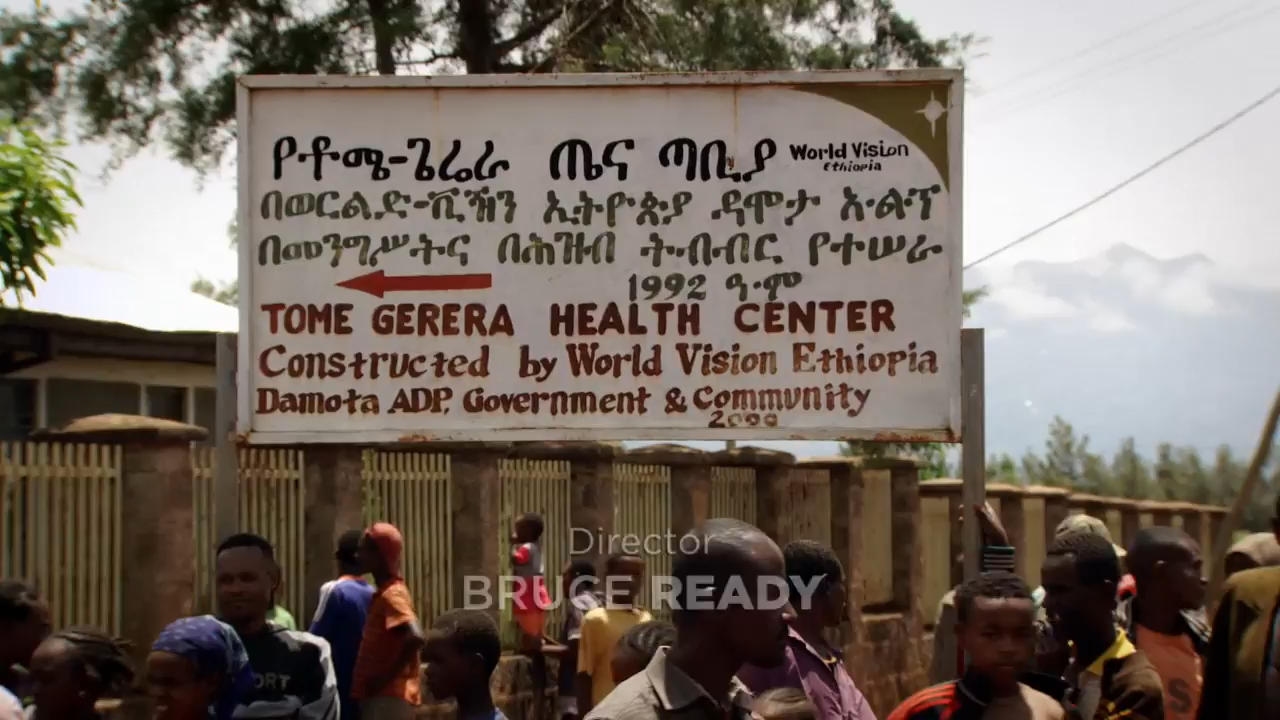 የቶሜ-ጌሬራ ጤና ጣቢያ
World Vision
Ethiopia
በወርልድ-ቪዥን ኢትዮጵያ ዳሞታ አ.ል.ፕ
በመንግሥትና በሕዝብ ትብብር የተሠራ
1992 ዓ.ም
TOME GERERA HEALTH CENTER
Constructed by World Vision Ethiopia
Damota ADP, Government & Community
2000
Director
BRUCE READY